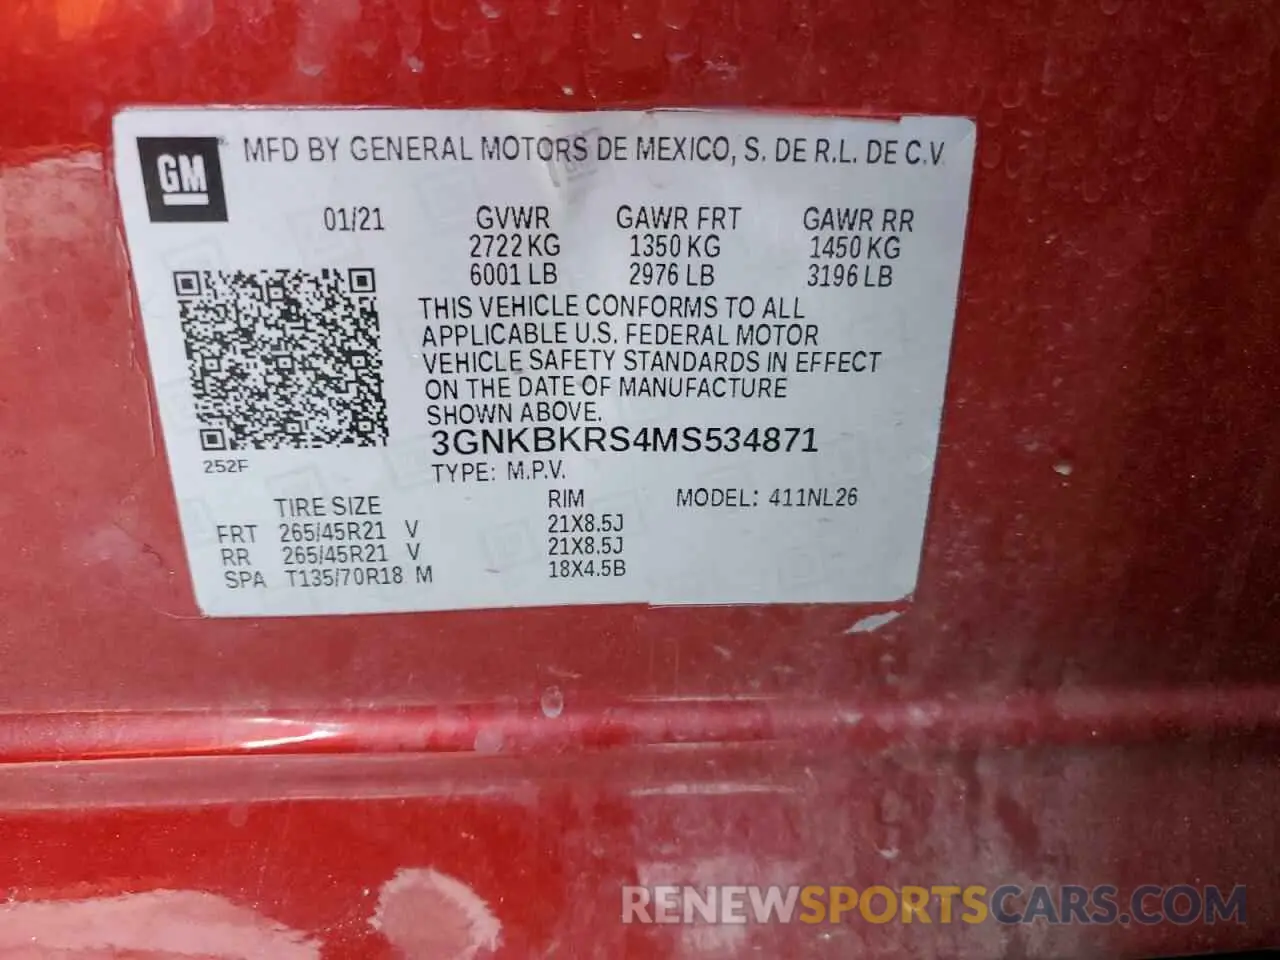 GM MFD BY GENERAL MOTORS DE MEXICO, S. DE R.L. DE C.V.
01/21 GVWR GAWR FRT GAWR RR
2722 KG 1350 KG 1450 KG
6001 LB 2976 LB 3196 LB
THIS VEHICLE CONFORMS TO ALL
APPLICABLE U.S. FEDERAL MOTOR
VEHICLE SAFETY STANDARDS IN EFFECT
ON THE DATE OF MANUFACTURE
SHOWN ABOVE.
3GNKBKRS4MS534871
252F TYPE: M.P.V.
TIRE SIZE RIM MODEL: 411NL26
FRT 265/45R21 V 21X8.5J
RR 265/45R21 V 21X8.5J
SPA T135/70R18 M 18X4.5B
RENEWSPORTSCARS.COM